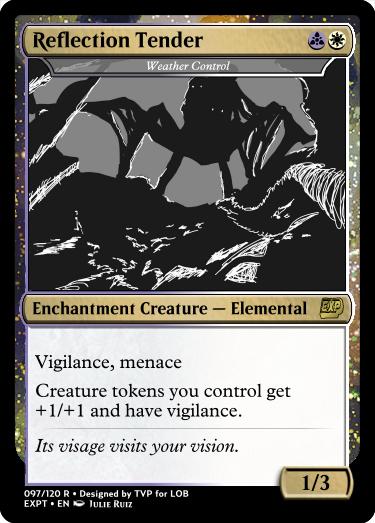 Reflection Tender
Weather Control
Enchantment Creature — Elemental
EXP
Vigilance, menace
Creature tokens you control get
+1/+1 and have vigilance.
Its visage visits your vision.
1/3
097/120 R • Designed by TVP for LOB
EXPT • EN Julie Ruiz